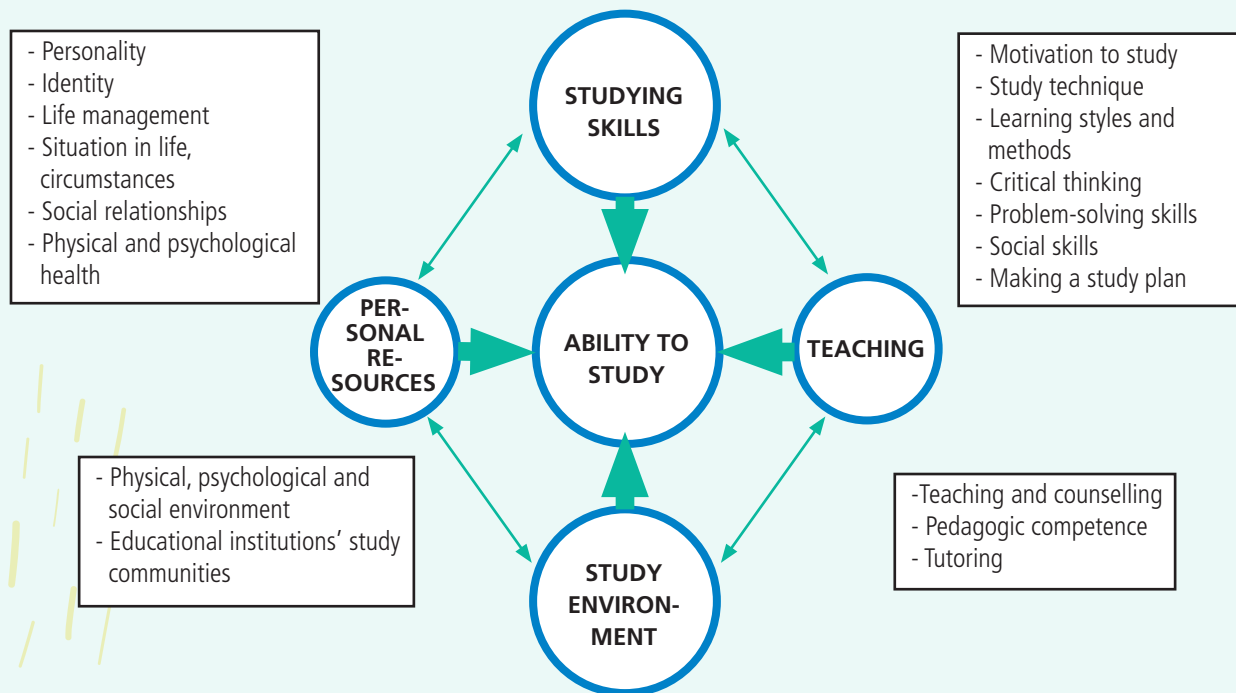 - Personality
- Identity
- Life management
- Situation in life,
circumstances
- Social relationships
- Physical and psychological
health
STUDYING
SKILLS
- Motivation to study
- Study technique
- Learning styles and
methods
- Critical thinking
- Problem-solving skills
- Social skills
- Making a study plan
PER-
SONAL
RE-
SOURCES
ABILITY TO
STUDY
TEACHING
- Physical, psychological and
social environment
- Educational institutions’ study
communities
STUDY
ENVIRON-
MENT
-Teaching and counselling
- Pedagogic competence
- Tutoring